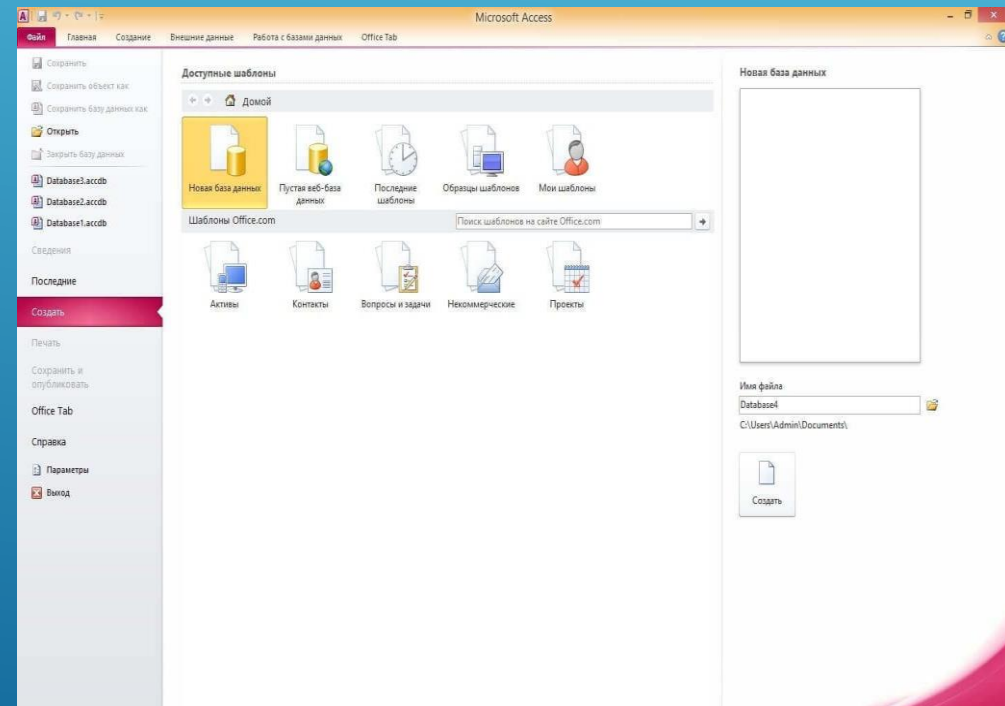 Microsoft Access
Файл Главная Создание Внешние данные Работа с базами данных Office Tab
Сохранить
Сохранить объект как
Сохранить базу данных как
Открыть
Закрыть базу данных
Database3.accdb
Database2.accdb
Database1.accdb
Сведения
Последние
Создать
Печать
Сохранить и
опубликовать
Office Tab
Справка
Параметры
Выход
Доступные шаблоны
Домой
Новая база данных
Пустая веб-база
данных
Последние
шаблоны
Образцы шаблонов
Мои шаблоны
Шаблоны Office.com
Поиск шаблонов на сайте Office.com
Активы
Контакты
Вопросы и задачи
Некоммерческие
Проекты
Новая база данных
Имя файла
Database4
C:\Users\Admin\Documents\
Создать